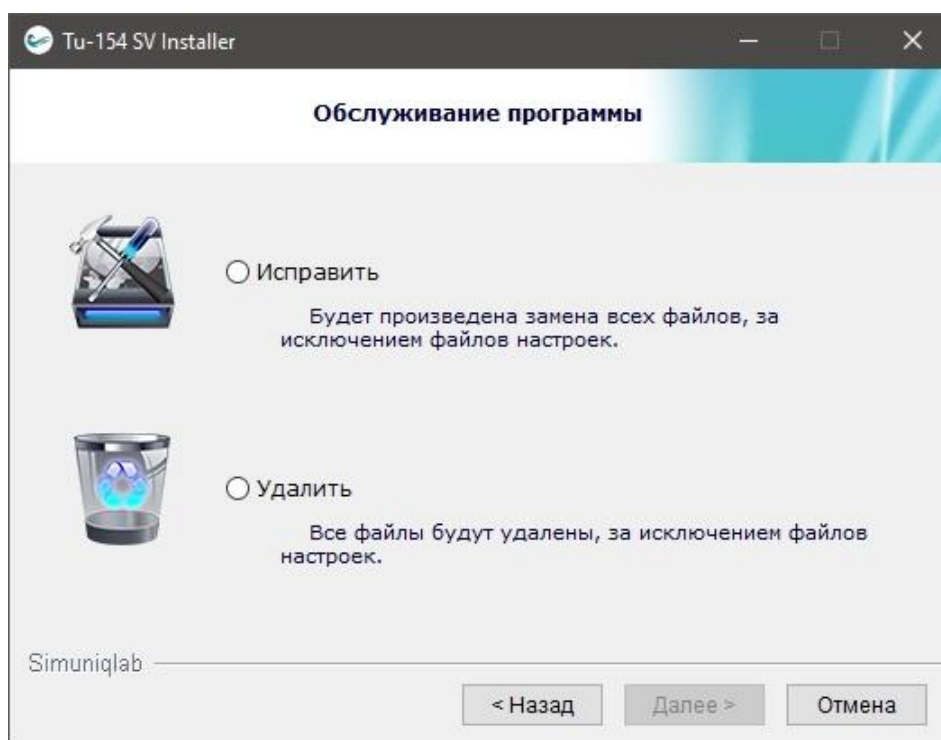 Tu-154 SV Installer
Обслуживание программы
Исправить
Будет произведена замена всех файлов, за
исключением файлов настроек.
Удалить
Все файлы будут удалены, за исключением файлов
настроек.
Simuniqlab
< Назад
Далее >
Отмена